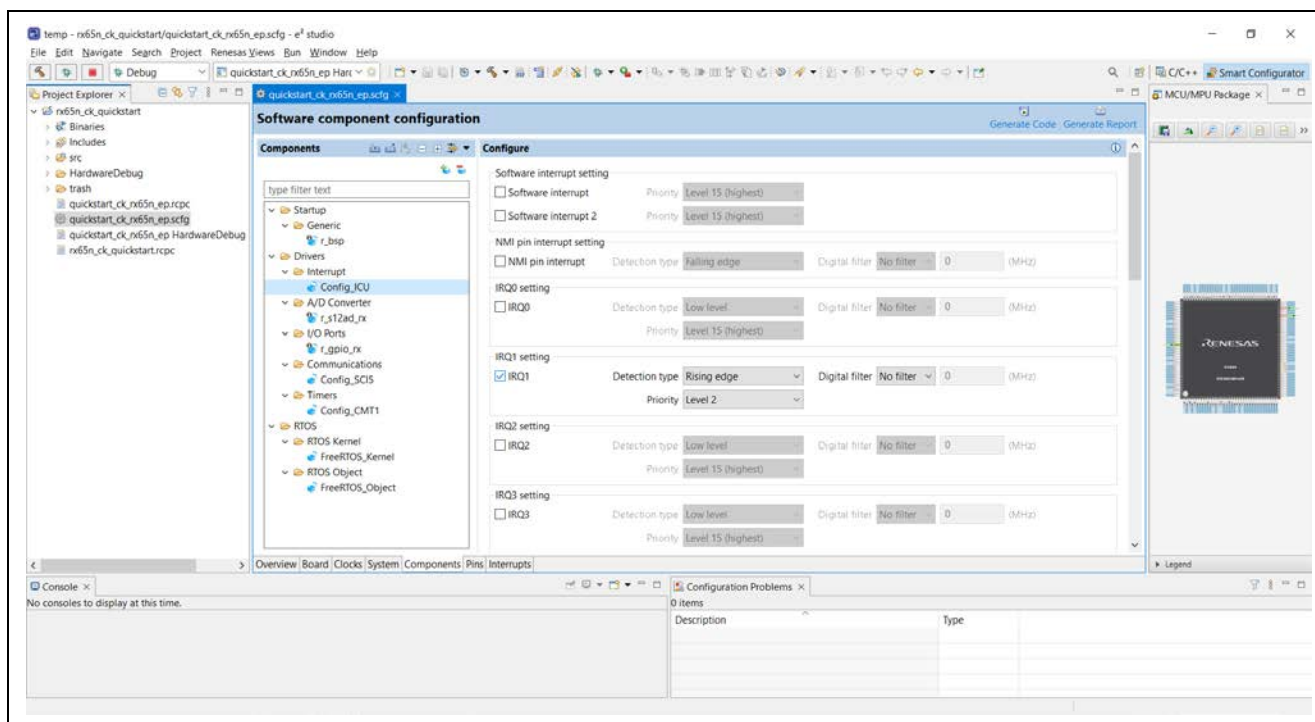 temp - rx65n_ck_quickstart/quickstart_ck_rx65n_ep.scfg - e² studio
File Edit Navigate Search Project Renesas Views Run Window Help
Debug quickstart_ck_rx65n_ep Harc C/C++ Smart Configurator
Project Explorer
rx65n_ck_quickstart
Binaries
Includes
src
HardwareDebug
trash
quickstart_ck_rx65n_ep.rcpc
quickstart_ck_rx65n_ep.scfg
quickstart_ck_rx65n_ep HardwareDebug
rx65n_ck_quickstart.rcpc
quickstart_ck_rx65n_ep.scfg
Software component configuration
Generate Code Generate Report
Components
type filter text
Startup
Generic
r_bsp
Drivers
Interrupt
Config_ICU
A/D Converter
r_s12ad_rx
I/O Ports
r_gpio_rx
Communications
Config_SCI5
Timers
Config_CMT1
RTOS
RTOS Kernel
FreeRTOS_Kernel
RTOS Object
FreeRTOS_Object
Configure
Software interrupt setting
Software interrupt Priority Level 15 (highest)
Software interrupt 2 Priority Level 15 (highest)
NMI pin interrupt setting
NMI pin interrupt Detection type Falling edge Digital filter No filter 0 (MHz)
IRQ0 setting
IRQ0 Detection type Low level Digital filter No filter 0 (MHz)
Priority Level 15 (highest)
IRQ1 setting
IRQ1 Detection type Rising edge Digital filter No filter 0 (MHz)
Priority Level 2
IRQ2 setting
IRQ2 Detection type Low level Digital filter No filter 0 (MHz)
Priority Level 15 (highest)
IRQ3 setting
IRQ3 Detection type Low level Digital filter No filter 0 (MHz)
Priority Level 15 (highest)
Overview Board Clocks System Components Pins Interrupts
MCU/MPU Package
RENESAS
Legend
Console
No consoles to display at this time.
Configuration Problems
0 items
Description Type